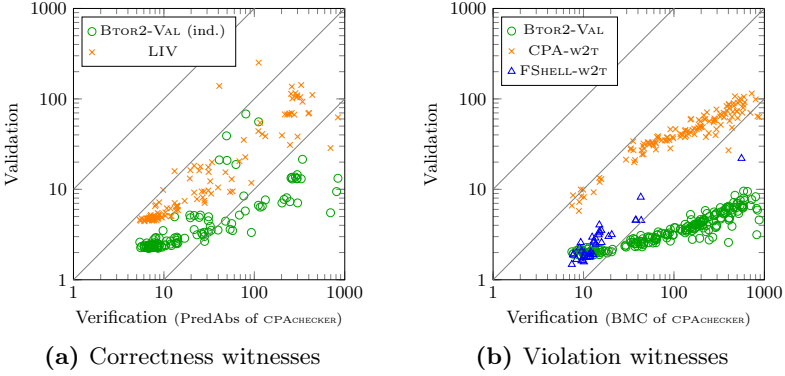 1000
100
10
1
Validation
BTOR2-VAL (ind.)
LIV
1
10
100
1000
Verification (PredAbs of CPACHECKER)
(a) Correctness witnesses
1000
100
10
1
Validation
BTOR2-VAL
CPA-W2T
FSHELL-W2T
1
10
100
1000
Verification (BMC of CPACHECKER)
(b) Violation witnesses